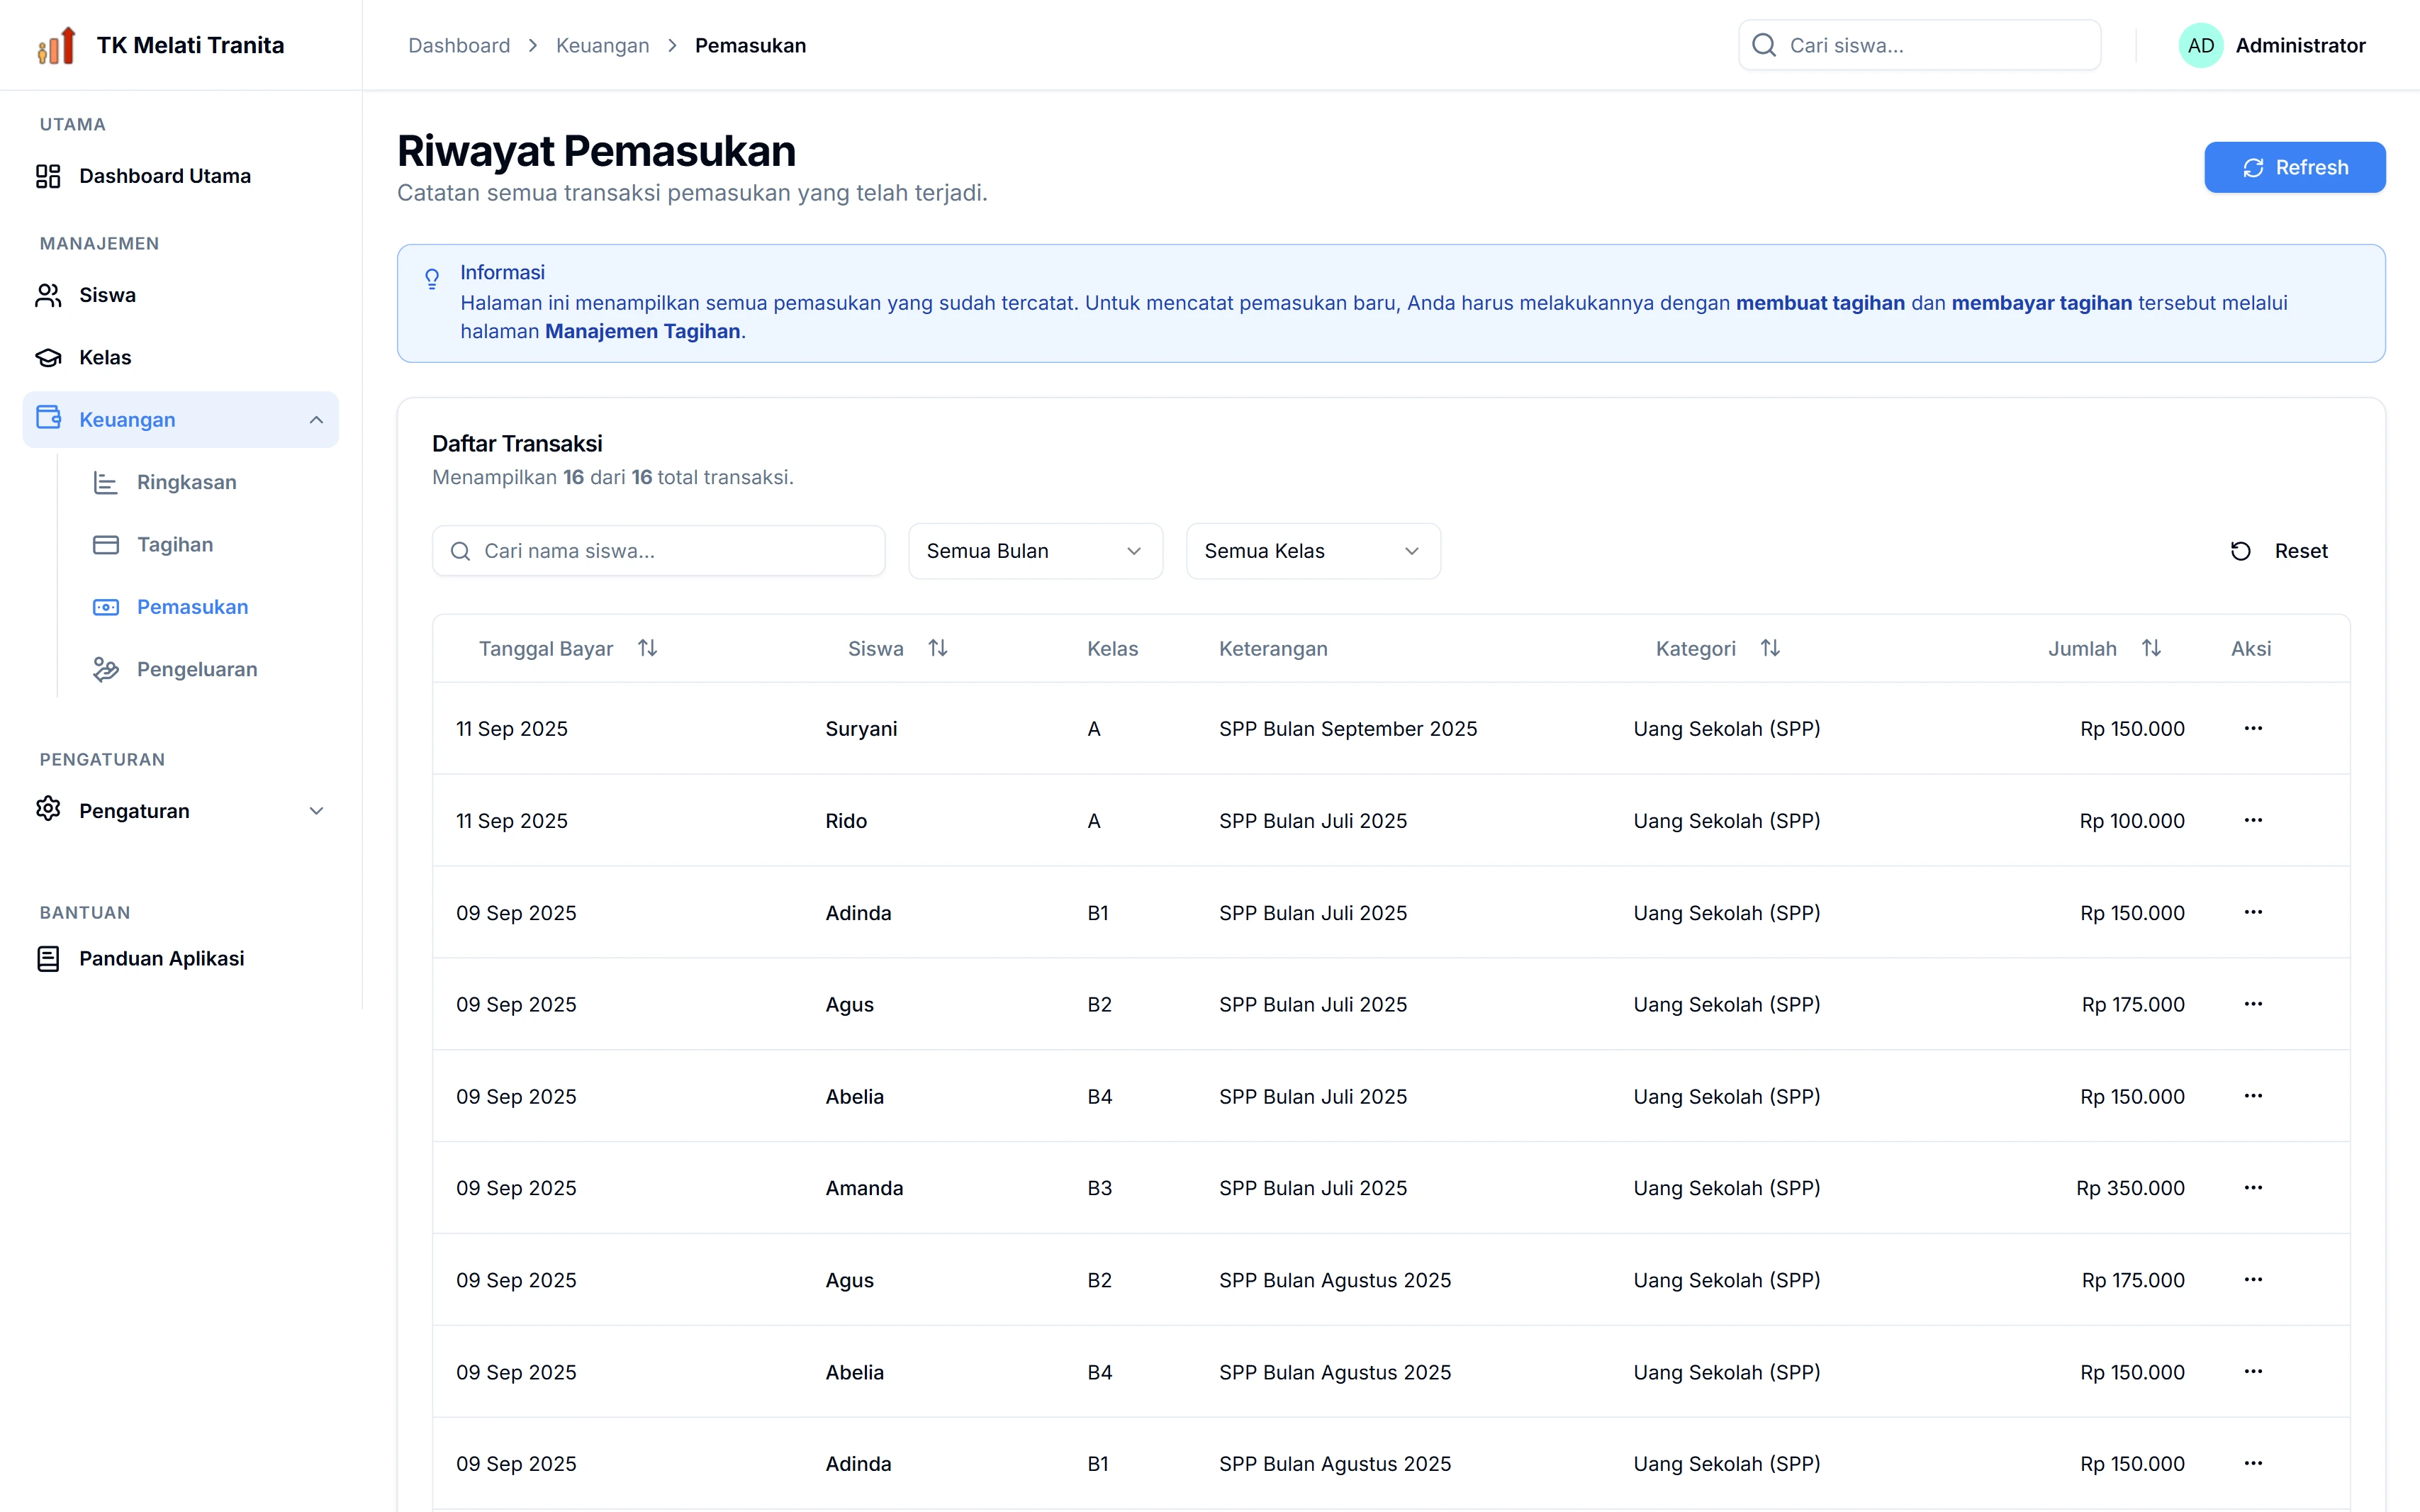 TK Melati Tranita
Dashboard > Keuangan > Pemasukan
Cari siswa...
AD Administrator
UTAMA
Dashboard Utama
MANAJEMEN
Siswa
Kelas
Keuangan
Ringkasan
Tagihan
Pemasukan
Pengeluaran
PENGATURAN
Pengaturan
BANTUAN
Panduan Aplikasi
Riwayat Pemasukan
Catatan semua transaksi pemasukan yang telah terjadi.
Refresh
Informasi
Halaman ini menampilkan semua pemasukan yang sudah tercatat. Untuk mencatat pemasukan baru, Anda harus melakukannya dengan membuat tagihan dan membayar tagihan tersebut melalui
halaman Manajemen Tagihan.
Daftar Transaksi
Menampilkan 16 dari 16 total transaksi.
Cari nama siswa...
Semua Bulan
Semua Kelas
Reset
Tanggal Bayar Siswa Kelas Keterangan Kategori Jumlah Aksi
11 Sep 2025 Suryani A SPP Bulan September 2025 Uang Sekolah (SPP) Rp 150.000
11 Sep 2025 Rido A SPP Bulan Juli 2025 Uang Sekolah (SPP) Rp 100.000
09 Sep 2025 Adinda B1 SPP Bulan Juli 2025 Uang Sekolah (SPP) Rp 150.000
09 Sep 2025 Agus B2 SPP Bulan Juli 2025 Uang Sekolah (SPP) Rp 175.000
09 Sep 2025 Abelia B4 SPP Bulan Juli 2025 Uang Sekolah (SPP) Rp 150.000
09 Sep 2025 Amanda B3 SPP Bulan Juli 2025 Uang Sekolah (SPP) Rp 350.000
09 Sep 2025 Agus B2 SPP Bulan Agustus 2025 Uang Sekolah (SPP) Rp 175.000
09 Sep 2025 Abelia B4 SPP Bulan Agustus 2025 Uang Sekolah (SPP) Rp 150.000
09 Sep 2025 Adinda B1 SPP Bulan Agustus 2025 Uang Sekolah (SPP) Rp 150.000